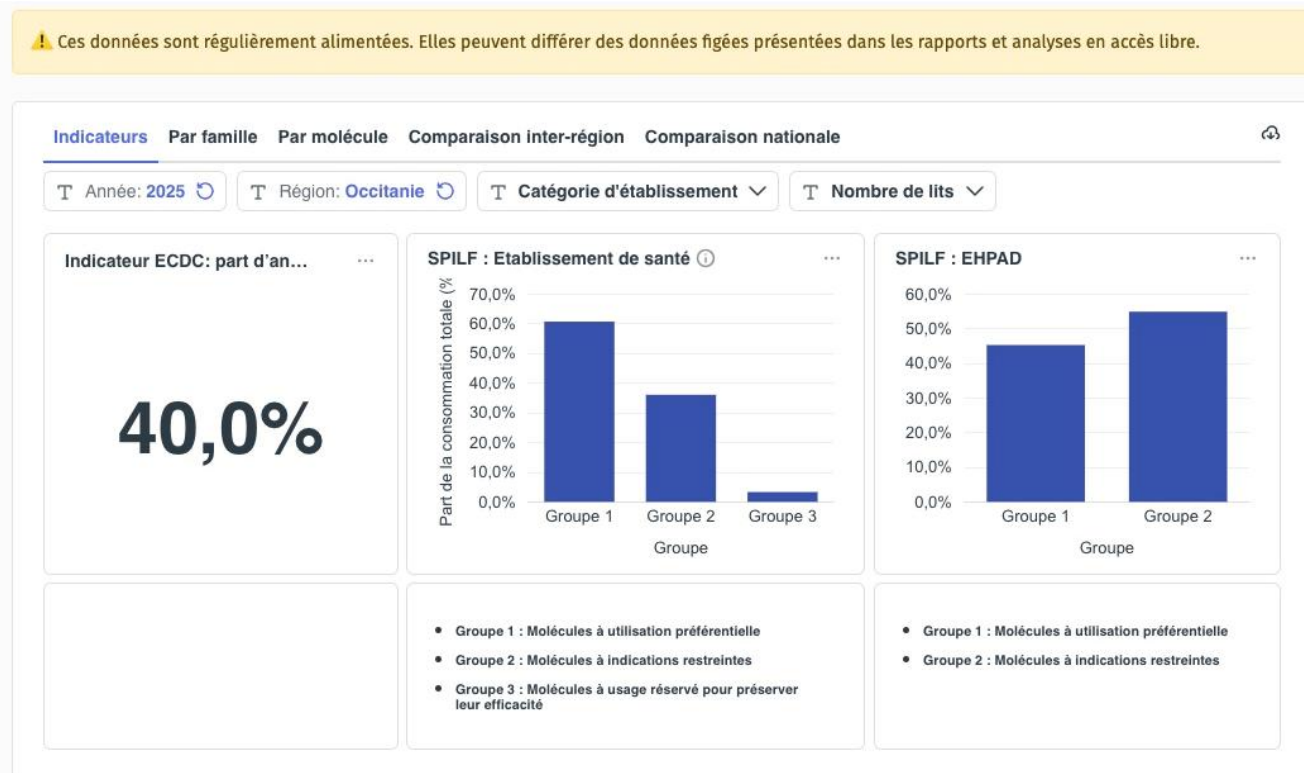 ⚠ Ces données sont régulièrement alimentées. Elles peuvent différer des données figées présentées dans les rapports et analyses en accès libre.
Indicateurs Par famille Par molécule Comparaison inter-région Comparaison nationale
T Année: 2025 T Région: Occitanie T Catégorie d'établissement T Nombre de lits
Indicateur ECDC: part d'an... ...
40,0%
SPILF : Etablissement de santé ...
Part de la consommation totale (%
70,0%
60,0%
50,0%
40,0%
30,0%
20,0%
10,0%
0,0%
Groupe 1 Groupe 2 Groupe 3
Groupe
SPILF : EHPAD ...
60,0%
50,0%
40,0%
30,0%
20,0%
10,0%
0,0%
Groupe 1 Groupe 2
Groupe
• Groupe 1 : Molécules à utilisation préférentielle
• Groupe 2 : Molécules à indications restreintes
• Groupe 3 : Molécules à usage réservé pour préserver
leur efficacité
• Groupe 1 : Molécules à utilisation préférentielle
• Groupe 2 : Molécules à indications restreintes